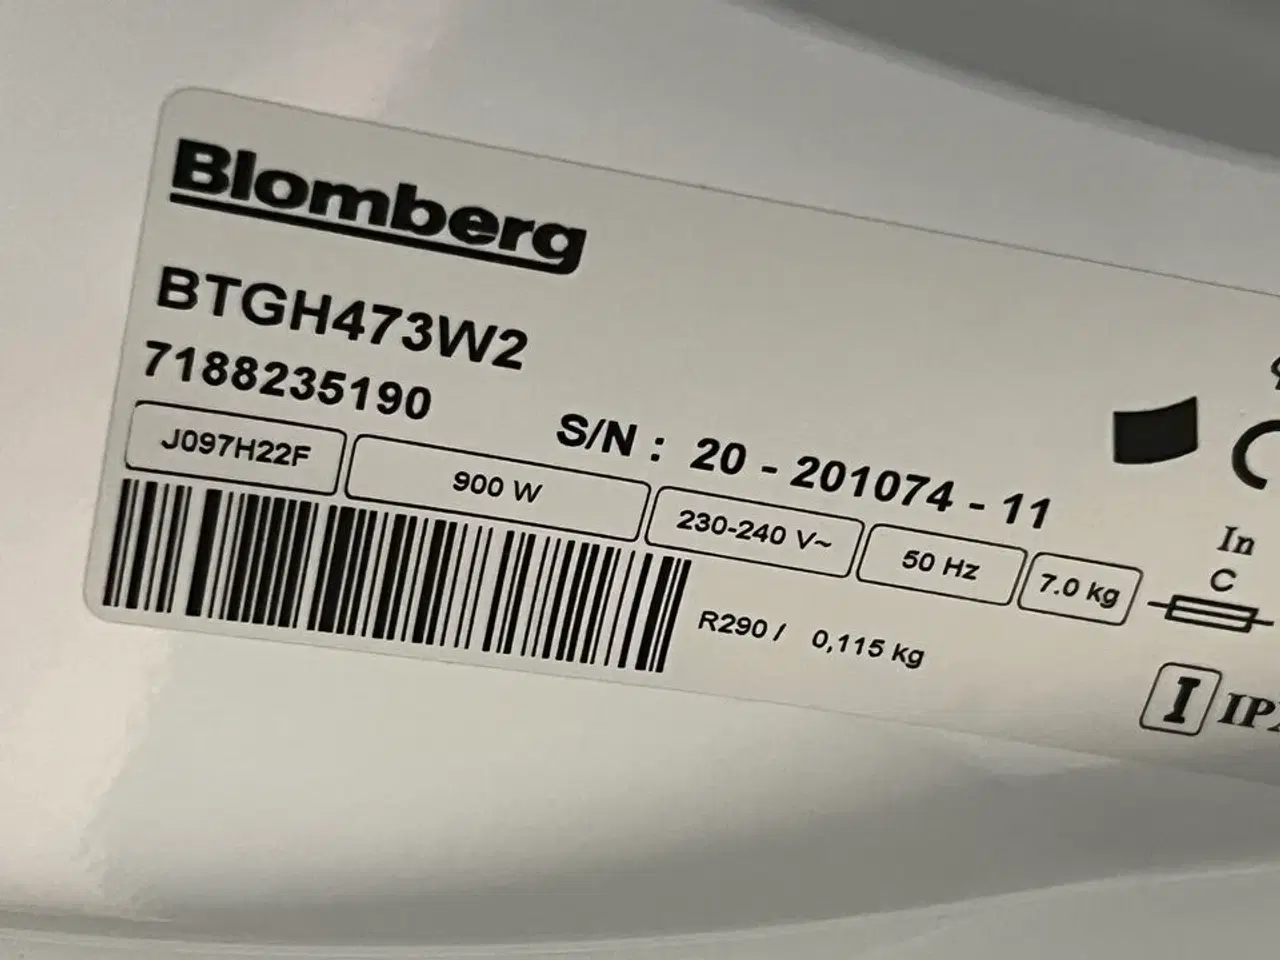 Blomberg
BTGH473W2
7188235190
S/N : 20 - 201074 - 11
J097H22F
900 W
230-240 V~
50 Hz
7.0 kg
R290 / 0,115 kg
In
C
I